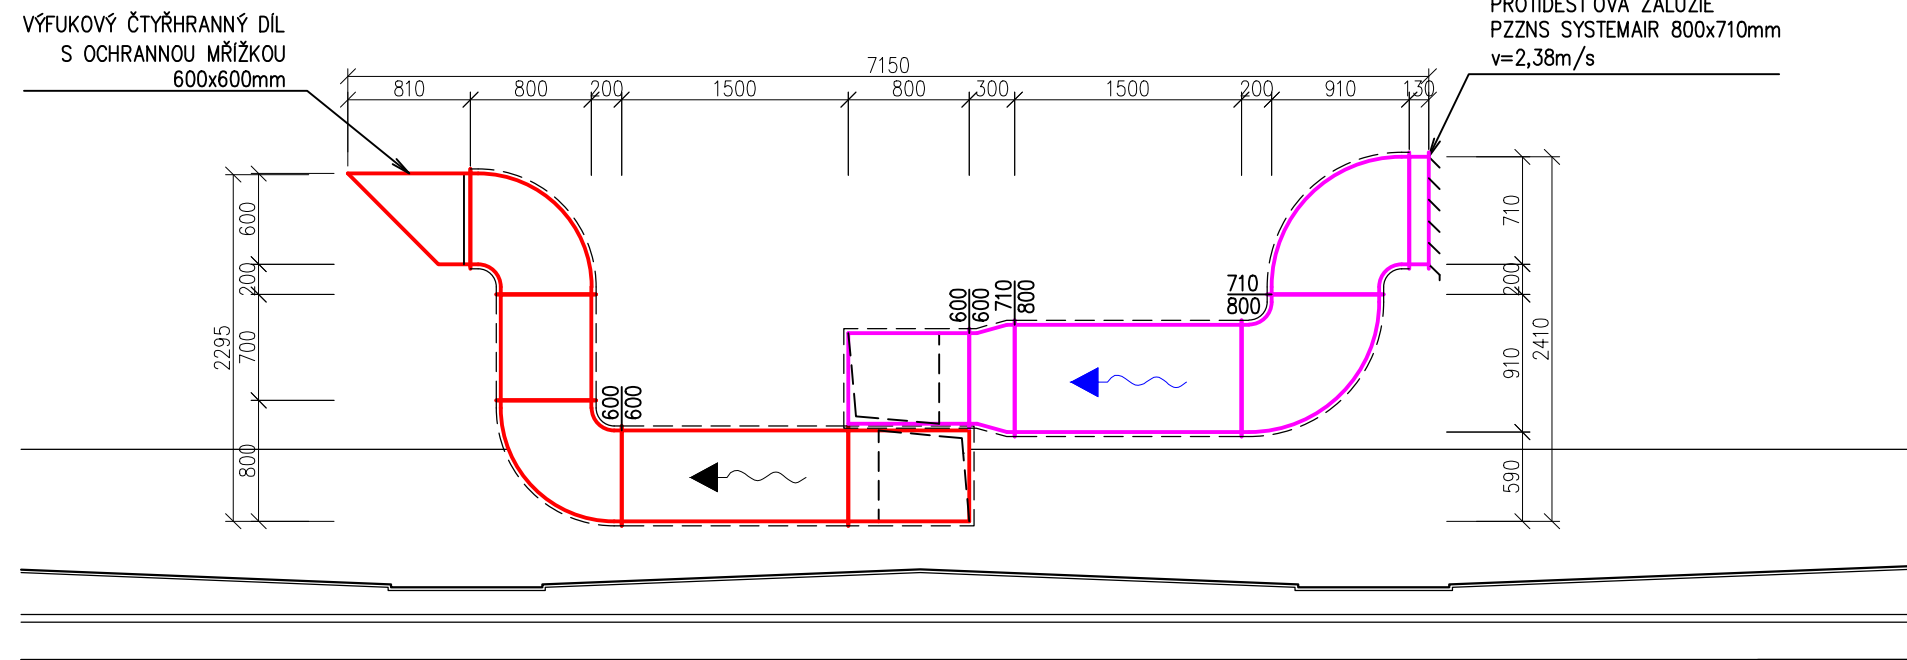 VÝFUKOVÝ ČTYŘHRANNÝ DÍL
S OCHRANNOU MŘÍŽKOU
600x600mm
PROTIDEŠŤOVÁ ŽALUZIE
PZZNS SYSTEMAIR 800x710mm
v=2,38m/s
7150
810 800 200 1500 800 300 1500 200 910 130
2295
600
200
700
800
600
600
600
600
710
800
710
800
710
200
910
590
2410